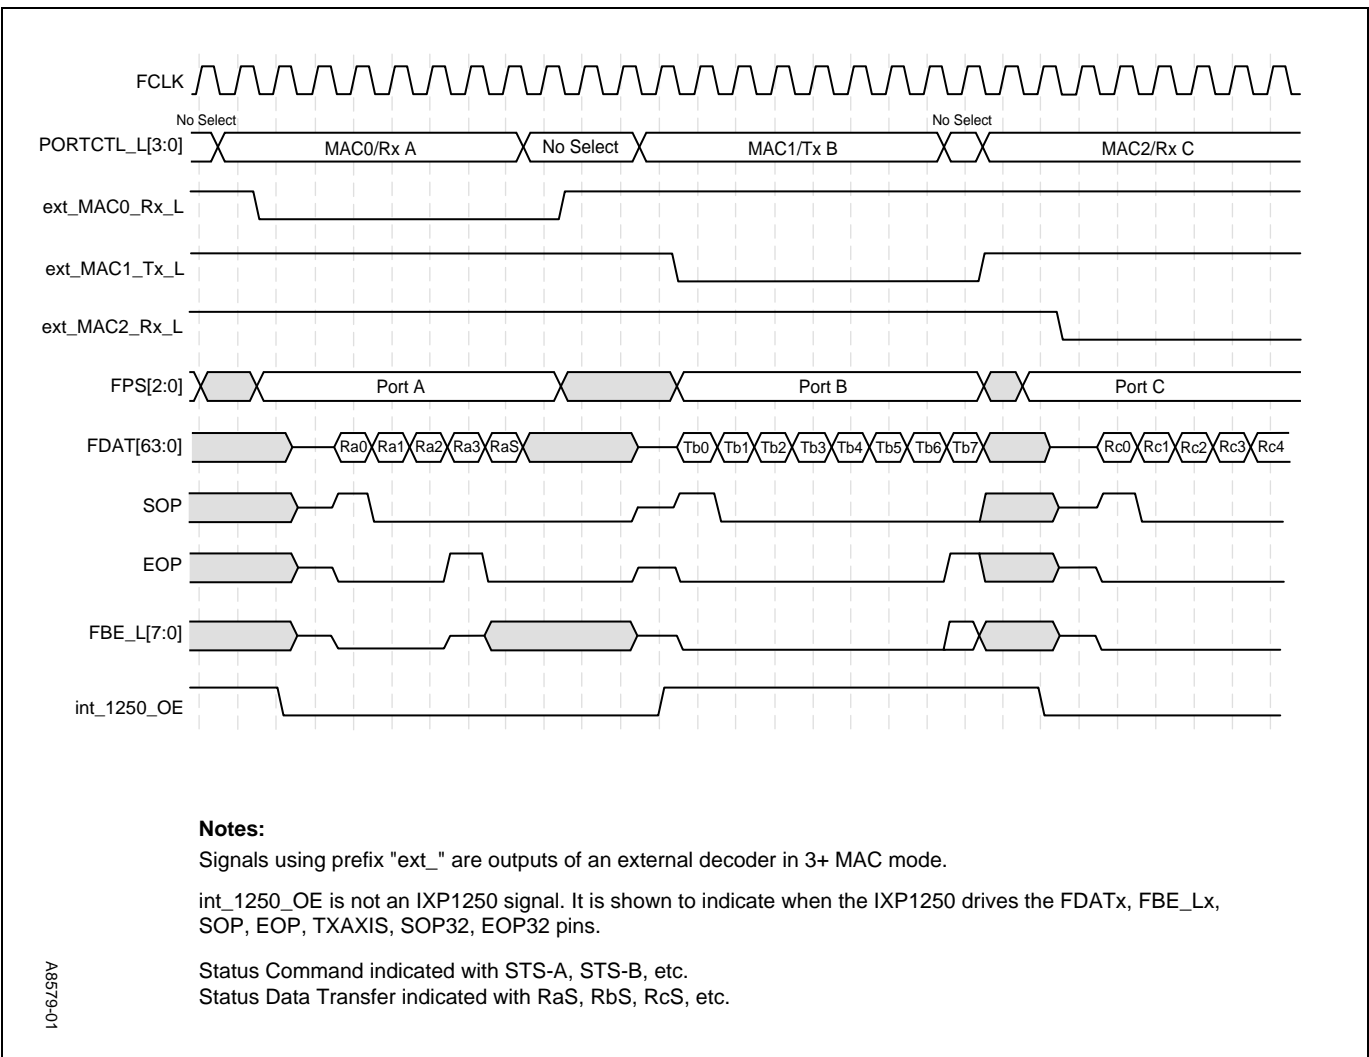 FCLK
No Select No Select
PORTCTL_L[3:0] MAC0/Rx A No Select MAC1/Tx B MAC2/Rx C
ext_MAC0_Rx_L
ext_MAC1_Tx_L
ext_MAC2_Rx_L
FPS[2:0] Port A Port B Port C
FDAT[63:0] Ra0 Ra1 Ra2 Ra3 RaS Tb0 Tb1 Tb2 Tb3 Tb4 Tb5 Tb6 Tb7 Rc0 Rc1 Rc2 Rc3 Rc4
SOP
EOP
FBE_L[7:0]
int_1250_OE
Notes:
Signals using prefix "ext_" are outputs of an external decoder in 3+ MAC mode.
int_1250_OE is not an IXP1250 signal. It is shown to indicate when the IXP1250 drives the FDATx, FBE_Lx,
SOP, EOP, TXAXIS, SOP32, EOP32 pins.
Status Command indicated with STS-A, STS-B, etc.
Status Data Transfer indicated with RaS, RbS, RcS, etc.
A8579-01